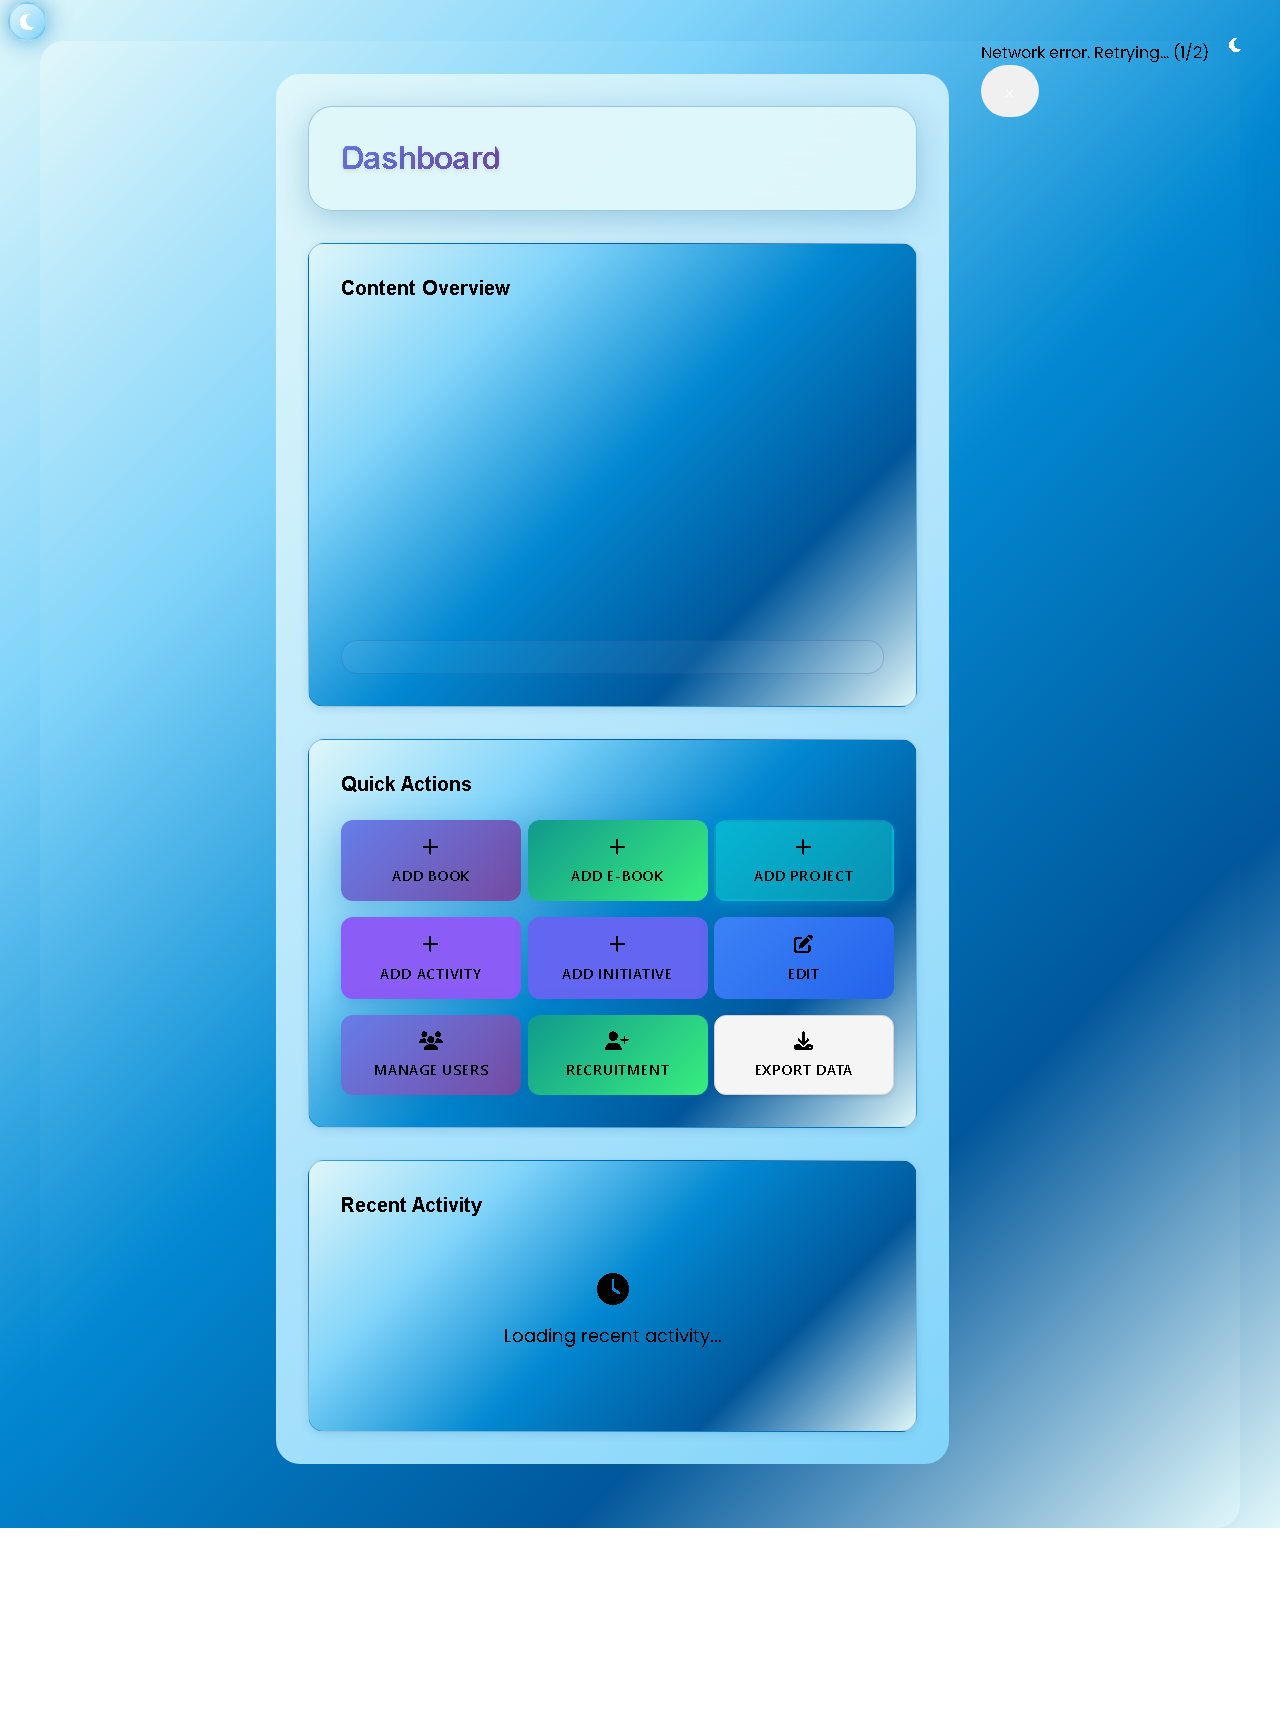 Network error. Retrying... (1/2)
×
Dashboard
Content Overview
Quick Actions
ADD BOOK
ADD E-BOOK
ADD PROJECT
ADD ACTIVITY
ADD INITIATIVE
EDIT
MANAGE USERS
RECRUITMENT
EXPORT DATA
Recent Activity
Loading recent activity...